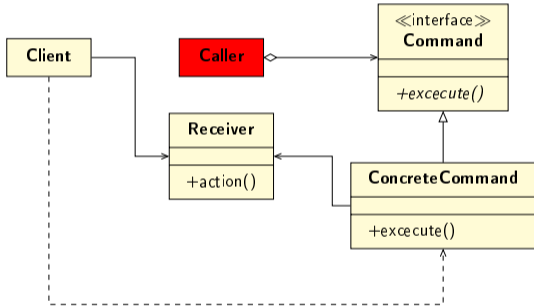 Client
Caller
≪interface≫
Command
+excecute()
Receiver
+action()
ConcreteCommand
+excecute()